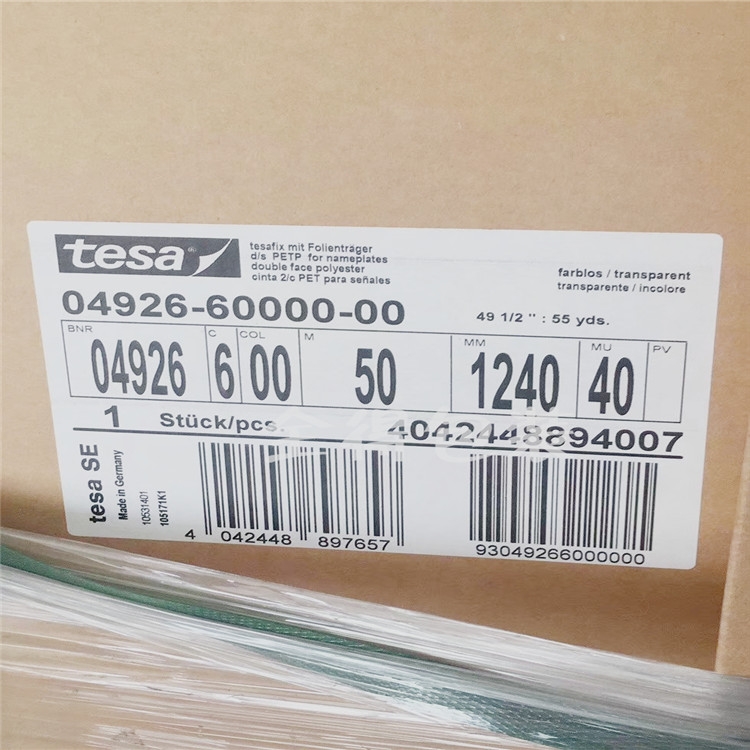 tesa
tesafix mit Folienträger
d/s PETP for nameplates
double face polyester
cinta 2/c PET para señales
farblos / transparent
transparente / incolore
04926-60000-00
49 1/2 " : 55 yds.
BNR C COL M MM MU PV
04926 6 00 50 1240 40
1 Stück/pcs. 4042448894007
tesa SE
Made in Germany
10531401
105171K1
4 042448 897657
93049266000000